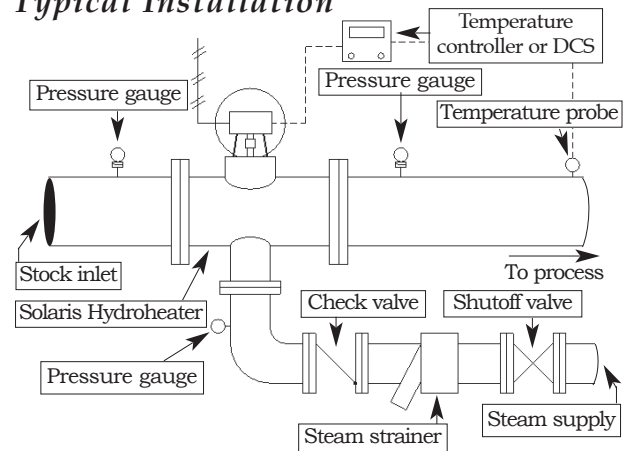 Typical Installation
Temperature
controller or DCS
Pressure gauge
Pressure gauge
Temperature probe
Stock inlet
To process
Solaris Hydroheater
Check valve
Shutoff valve
Pressure gauge
Steam supply
Steam strainer